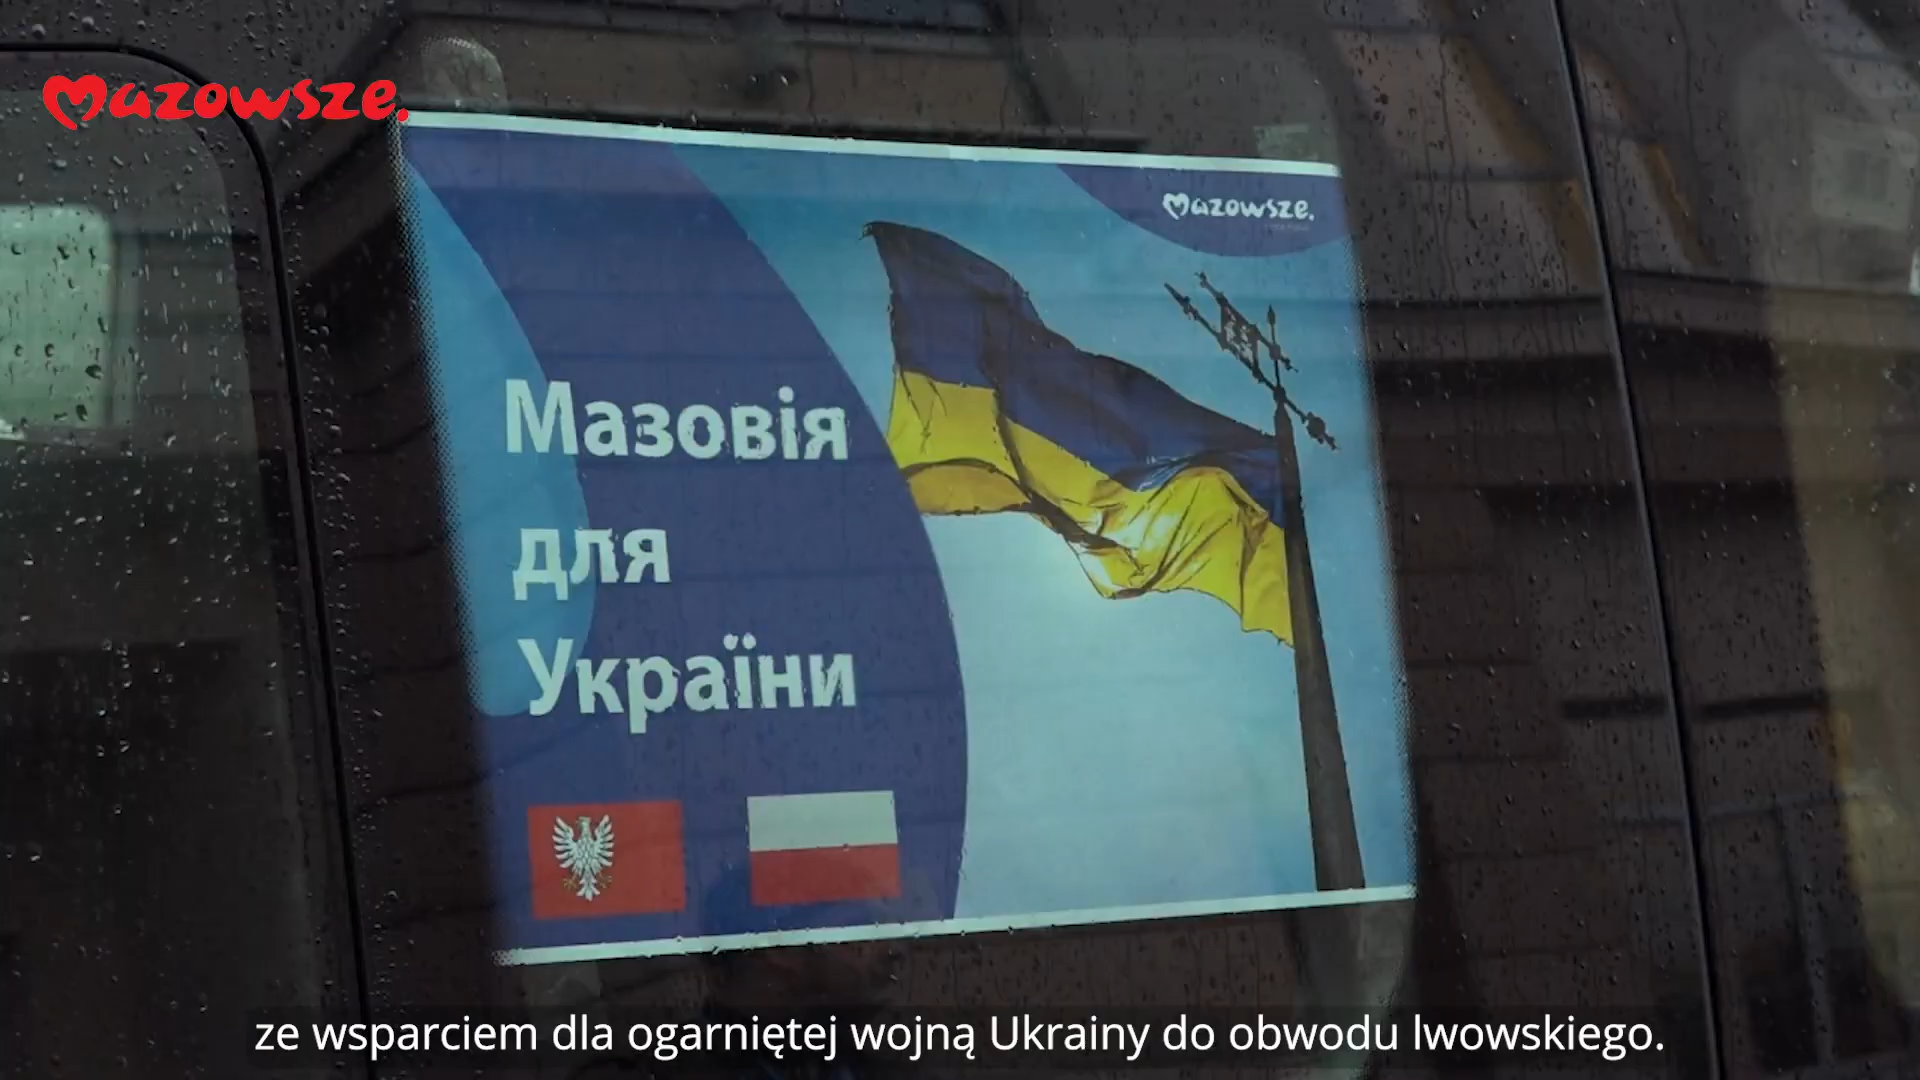 Mazowsze.
Mazowsze.
Мазовія
для
України
ze wsparciem dla ogarniętej wojną Ukrainy do obwodu lwowskiego.